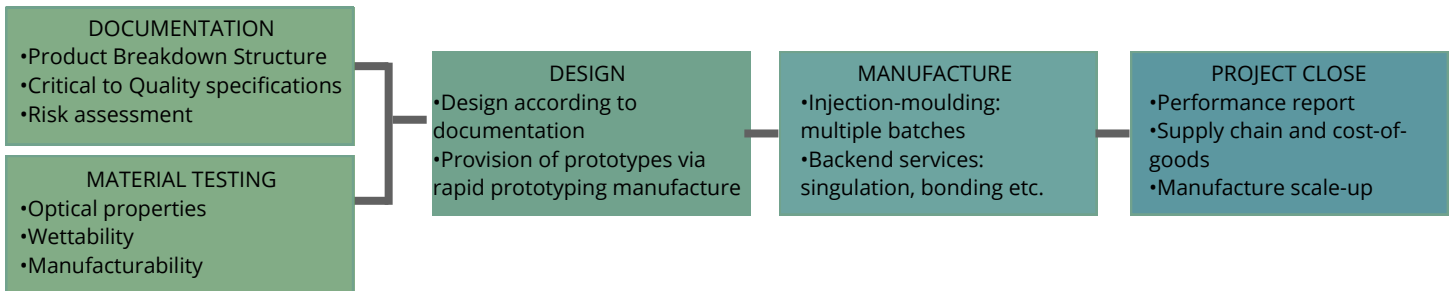 DOCUMENTATION
•Product Breakdown Structure
•Critical to Quality specifications
•Risk assessment
MATERIAL TESTING
•Optical properties
•Wettability
•Manufacturability
DESIGN
•Design according to
documentation
•Provision of prototypes via
rapid prototyping manufacture
MANUFACTURE
•Injection-moulding:
multiple batches
•Backend services:
singulation, bonding etc.
PROJECT CLOSE
•Performance report
•Supply chain and cost-of-
goods
•Manufacture scale-up